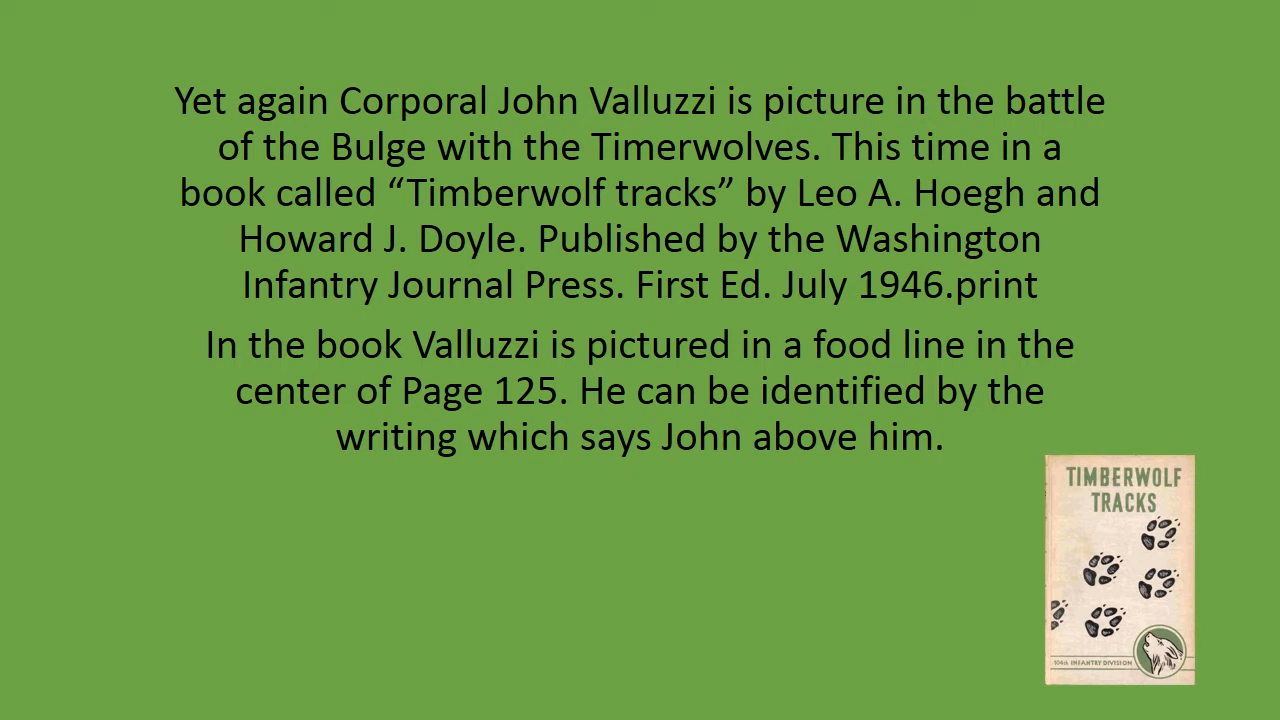 Yet again Corporal John Valluzzi is picture in the battle
of the Bulge with the Timerwolves. This time in a
book called “Timberwolf tracks” by Leo A. Hoegh and
Howard J. Doyle. Published by the Washington
Infantry Journal Press. First Ed. July 1946.print
In the book Valluzzi is pictured in a food line in the
center of Page 125. He can be identified by the
writing which says John above him.
TIMBERWOLF
TRACKS
104th INFANTRY DIVISION